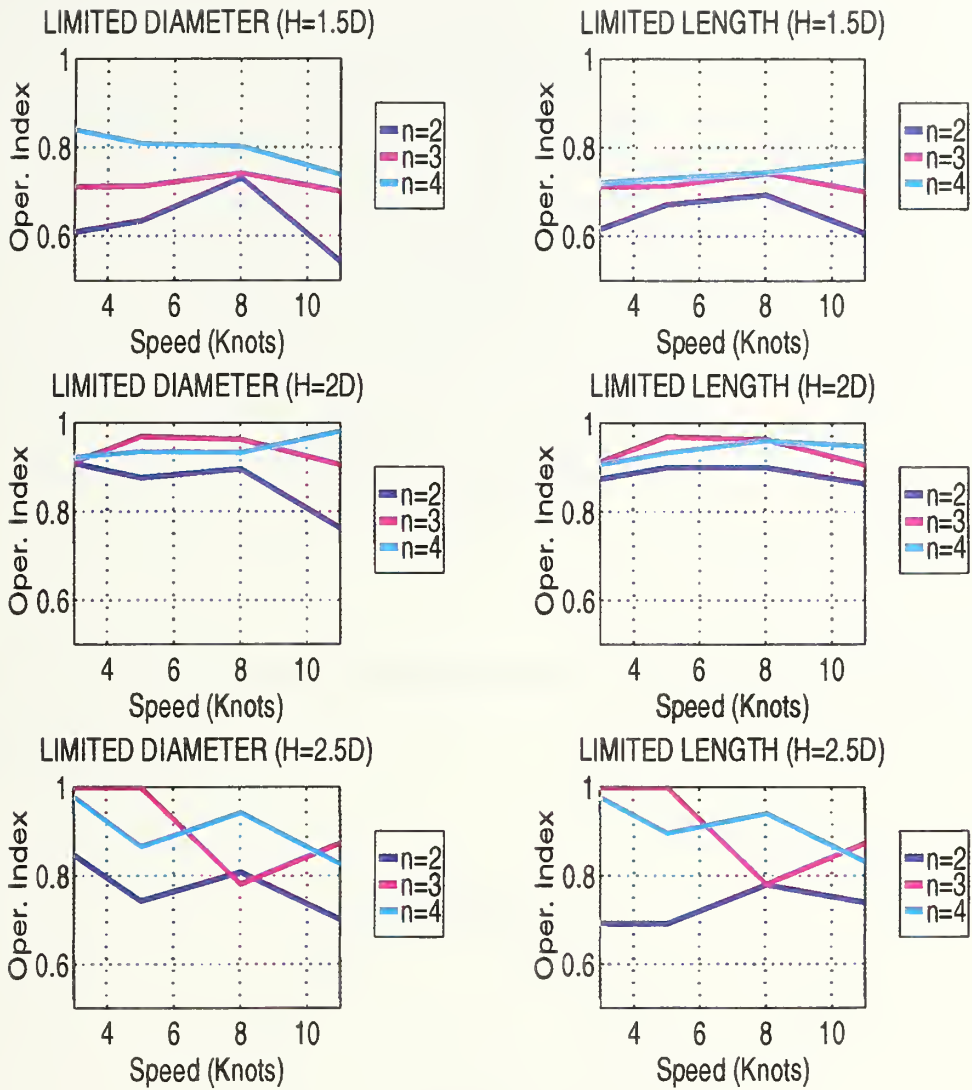 LIMITED DIAMETER (H=1.5D)
1
0.8
0.6
Oper. Index
4 6 8 10
Speed (Knots)
n=2
n=3
n=4
LIMITED LENGTH (H=1.5D)
1
0.8
0.6
Oper. Index
4 6 8 10
Speed (Knots)
n=2
n=3
n=4
LIMITED DIAMETER (H=2D)
1
0.8
0.6
Oper. Index
4 6 8 10
Speed (Knots)
n=2
n=3
n=4
LIMITED LENGTH (H=2D)
1
0.8
0.6
Oper. Index
4 6 8 10
Speed (Knots)
n=2
n=3
n=4
LIMITED DIAMETER (H=2.5D)
1
0.8
0.6
Oper. Index
4 6 8 10
Speed (Knots)
n=2
n=3
n=4
LIMITED LENGTH (H=2.5D)
1
0.8
0.6
Oper. Index
4 6 8 10
Speed (Knots)
n=2
n=3
n=4